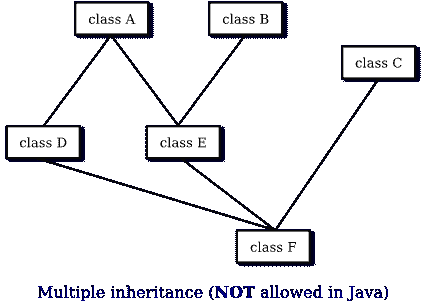 class A
class B
class C
class D
class E
class F
Multiple inheritance (NOT allowed in Java)